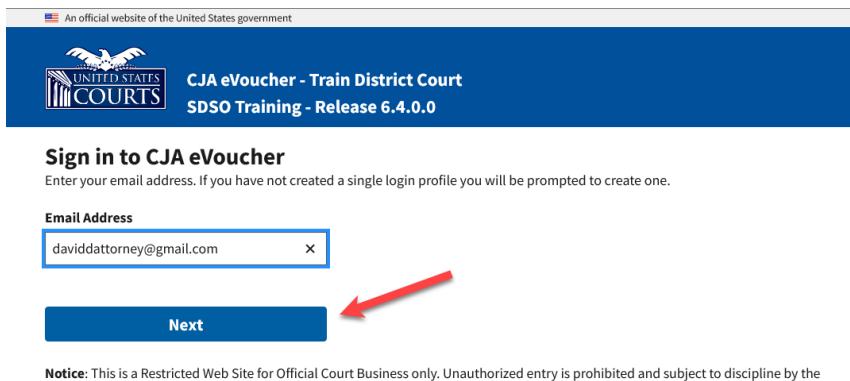 An official website of the United States government
UNITED STATES
COURTS
CJA eVoucher - Train District Court
SDSO Training - Release 6.4.0.0
Sign in to CJA eVoucher
Enter your email address. If you have not created a single login profile you will be prompted to create one.
Email Address
daviddattorney@gmail.com ×
Next
Notice: This is a Restricted Web Site for Official Court Business only. Unauthorized entry is prohibited and subject to discipline by the